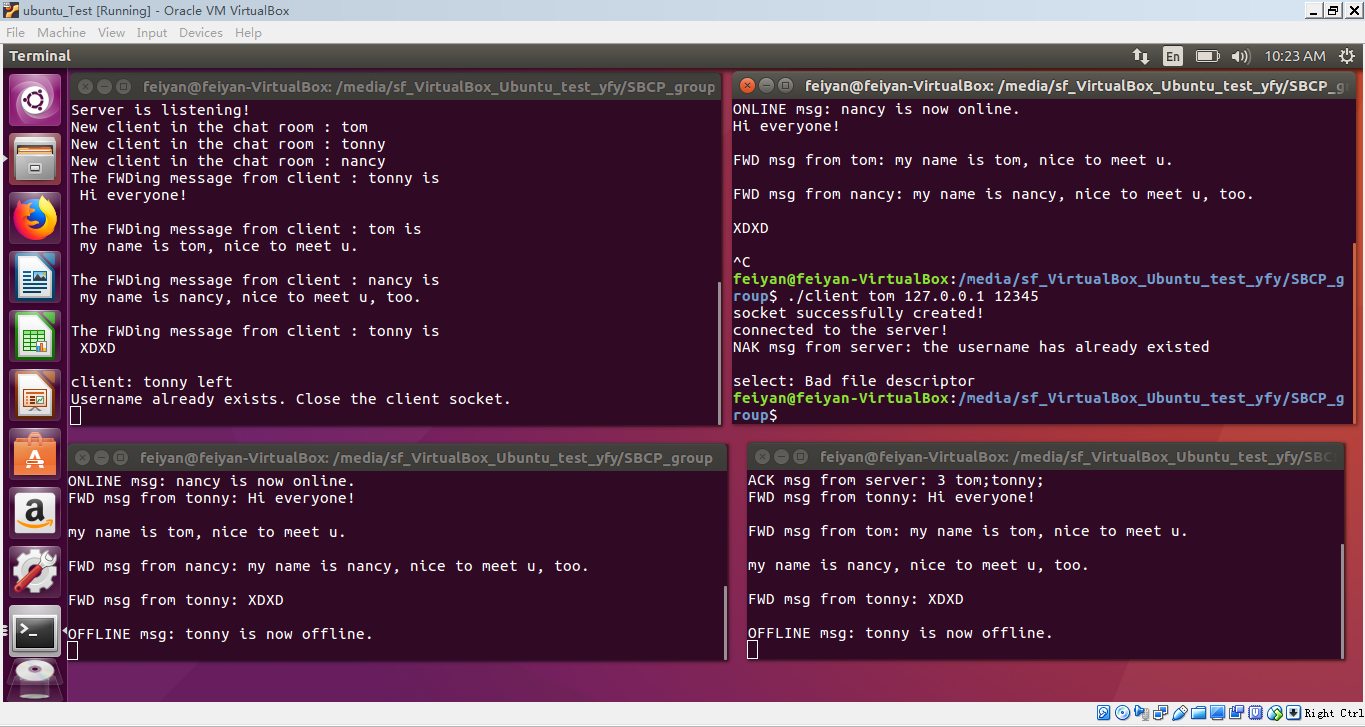 ubuntu_Test [Running] - Oracle VM VirtualBox
File Machine View Input Devices Help
Terminal
En
10:23 AM
feiyan@feiyan-VirtualBox: /media/sf_VirtualBox_Ubuntu_test_yfy/SBCP_group
Server is listening!
New client in the chat room : tom
New client in the chat room : tonny
New client in the chat room : nancy
The FWDing message from client : tonny is
Hi everyone!
The FWDing message from client : tom is
my name is tom, nice to meet u.
The FWDing message from client : nancy is
my name is nancy, nice to meet u, too.
The FWDing message from client : tonny is
XDXD
client: tonny left
Username already exists. Close the client socket.
feiyan@feiyan-VirtualBox: /media/sf_VirtualBox_Ubuntu_test_yfy/SBCP_gr
ONLINE msg: nancy is now online.
Hi everyone!
FWD msg from tom: my name is tom, nice to meet u.
FWD msg from nancy: my name is nancy, nice to meet u, too.
XDXD
^C
feiyan@feiyan-VirtualBox:/media/sf_VirtualBox_Ubuntu_test_yfy/SBCP_g
roup$ ./client tom 127.0.0.1 12345
socket successfully created!
connected to the server!
NAK msg from server: the username has already existed
select: Bad file descriptor
feiyan@feiyan-VirtualBox:/media/sf_VirtualBox_Ubuntu_test_yfy/SBCP_g
roup$
feiyan@feiyan-VirtualBox: /media/sf_VirtualBox_Ubuntu_test_yfy/SBCP_group
ONLINE msg: nancy is now online.
FWD msg from tonny: Hi everyone!
my name is tom, nice to meet u.
FWD msg from nancy: my name is nancy, nice to meet u, too.
FWD msg from tonny: XDXD
OFFLINE msg: tonny is now offline.
feiyan@feiyan-VirtualBox: /media/sf_VirtualBox_Ubuntu_test_yfy/SBC
ACK msg from server: 3 tom;tonny;
FWD msg from tonny: Hi everyone!
FWD msg from tom: my name is tom, nice to meet u.
my name is nancy, nice to meet u, too.
FWD msg from tonny: XDXD
OFFLINE msg: tonny is now offline.
Right Ctrl